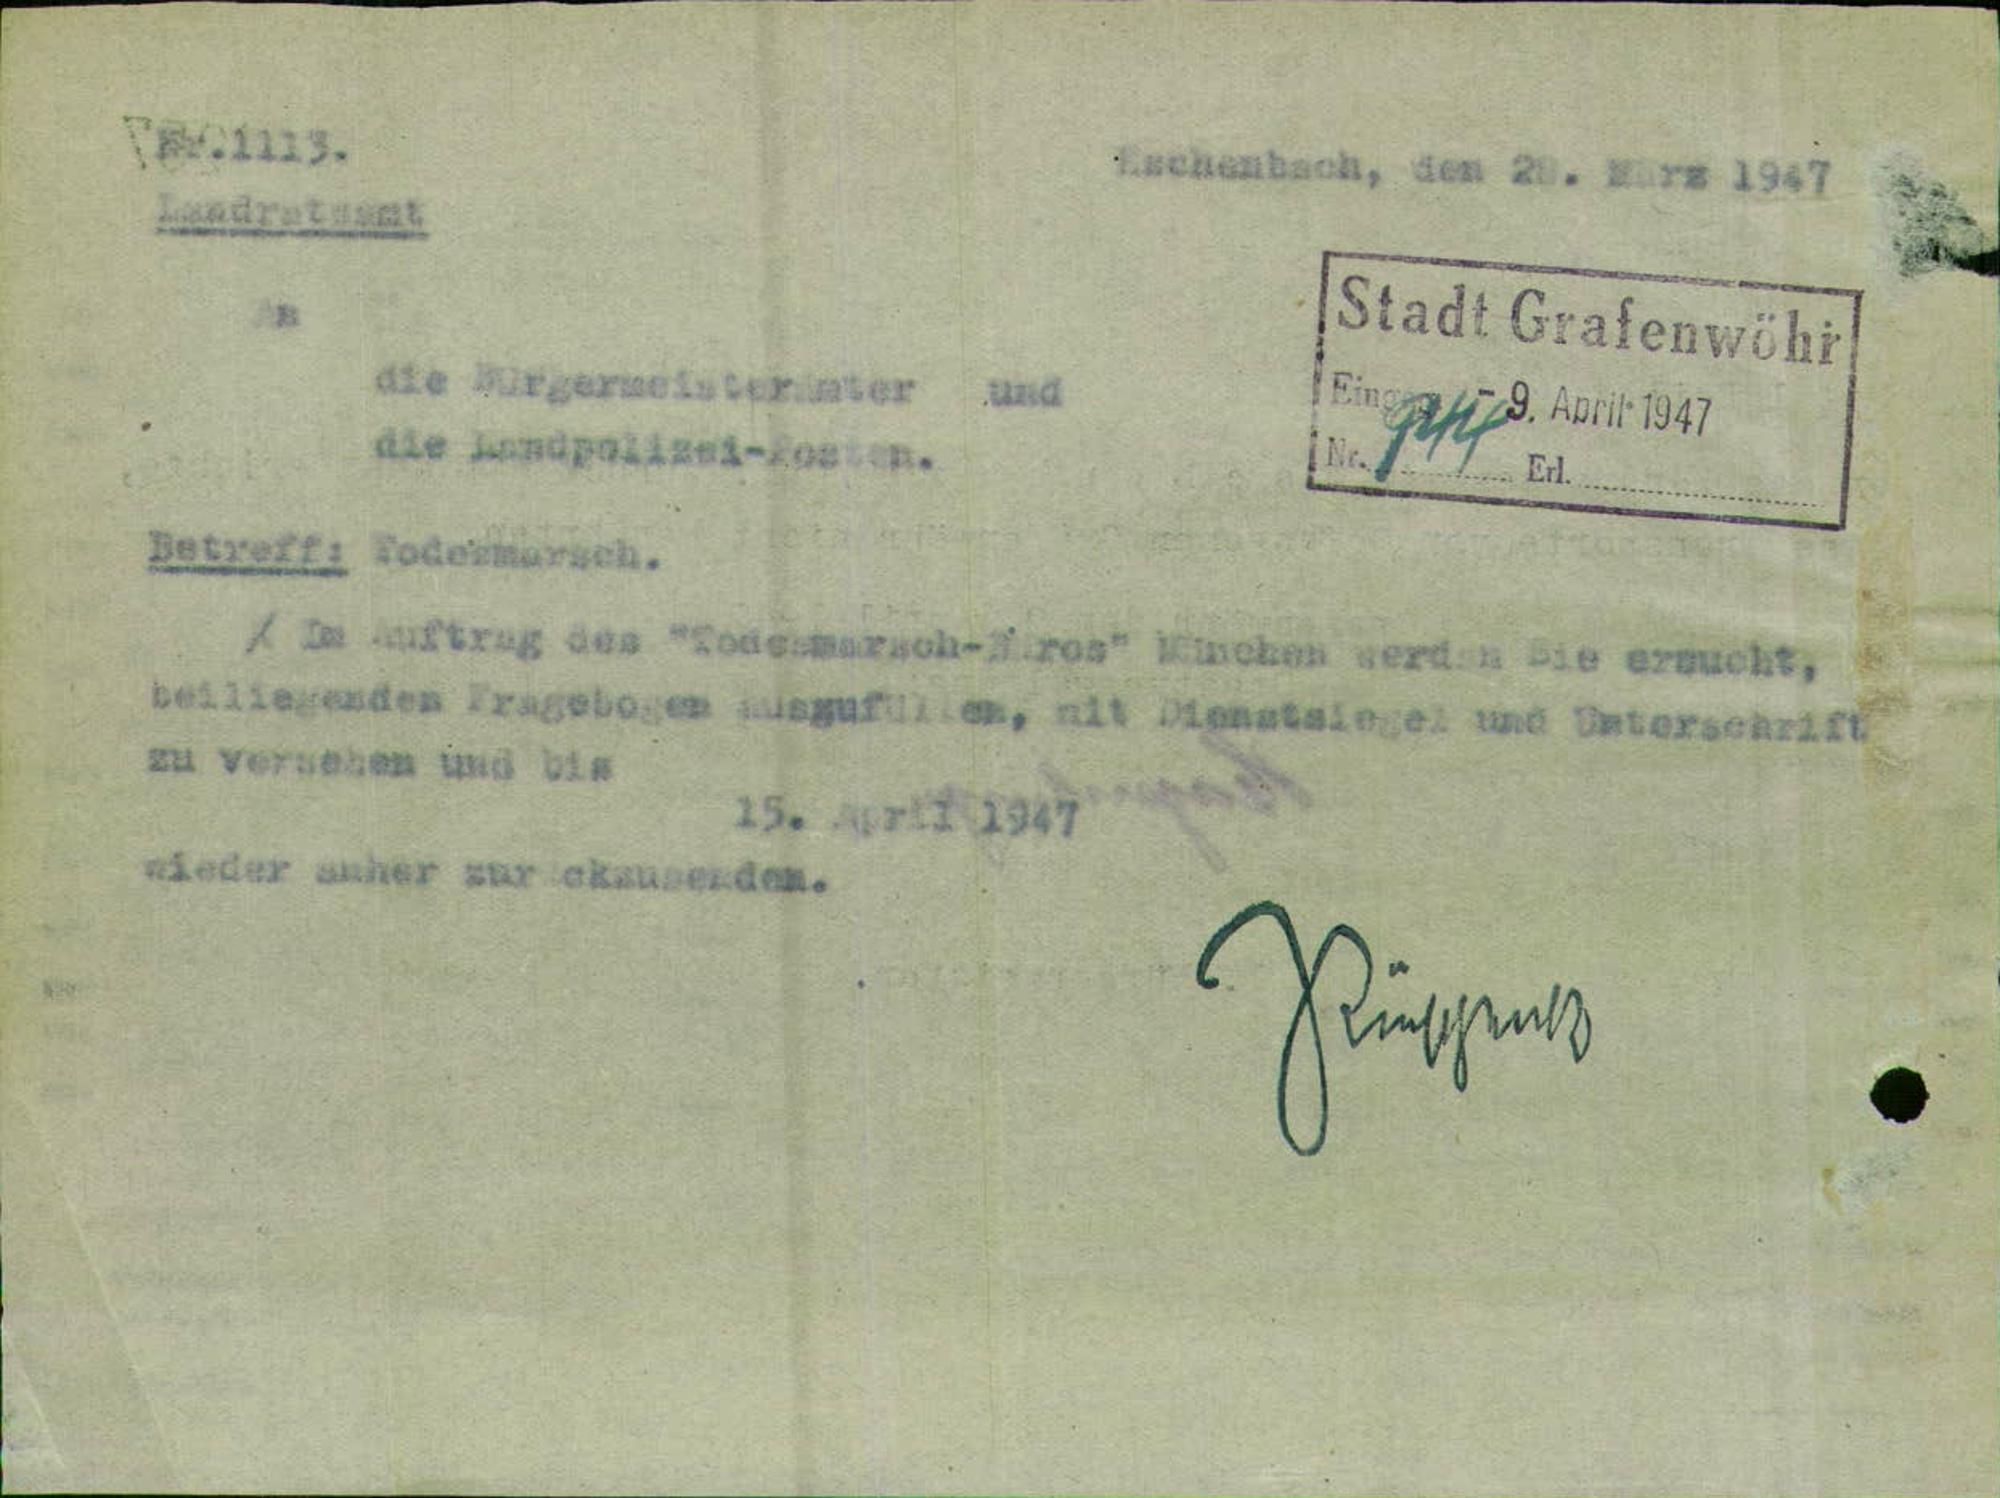 Nr.1113.
Eschenbach, den 28. März 1947
Landratsamt
Stadt Grafenwöhr
Eingang -9. April 1947
Nr. 944 Erl.
An
die Bürgermeisterämter und
die Landpolizei-Posten.
Betreff: Todesmarsch.
/ Im Auftrag des "Todesmarsch-Büros" München werden Sie ersucht,
beiliegenden Fragebogen auszufüllen, mit Dienstsiegel und Unterschrift
zu versehen und bis
15. April 1947
wieder anher zurückzusenden.